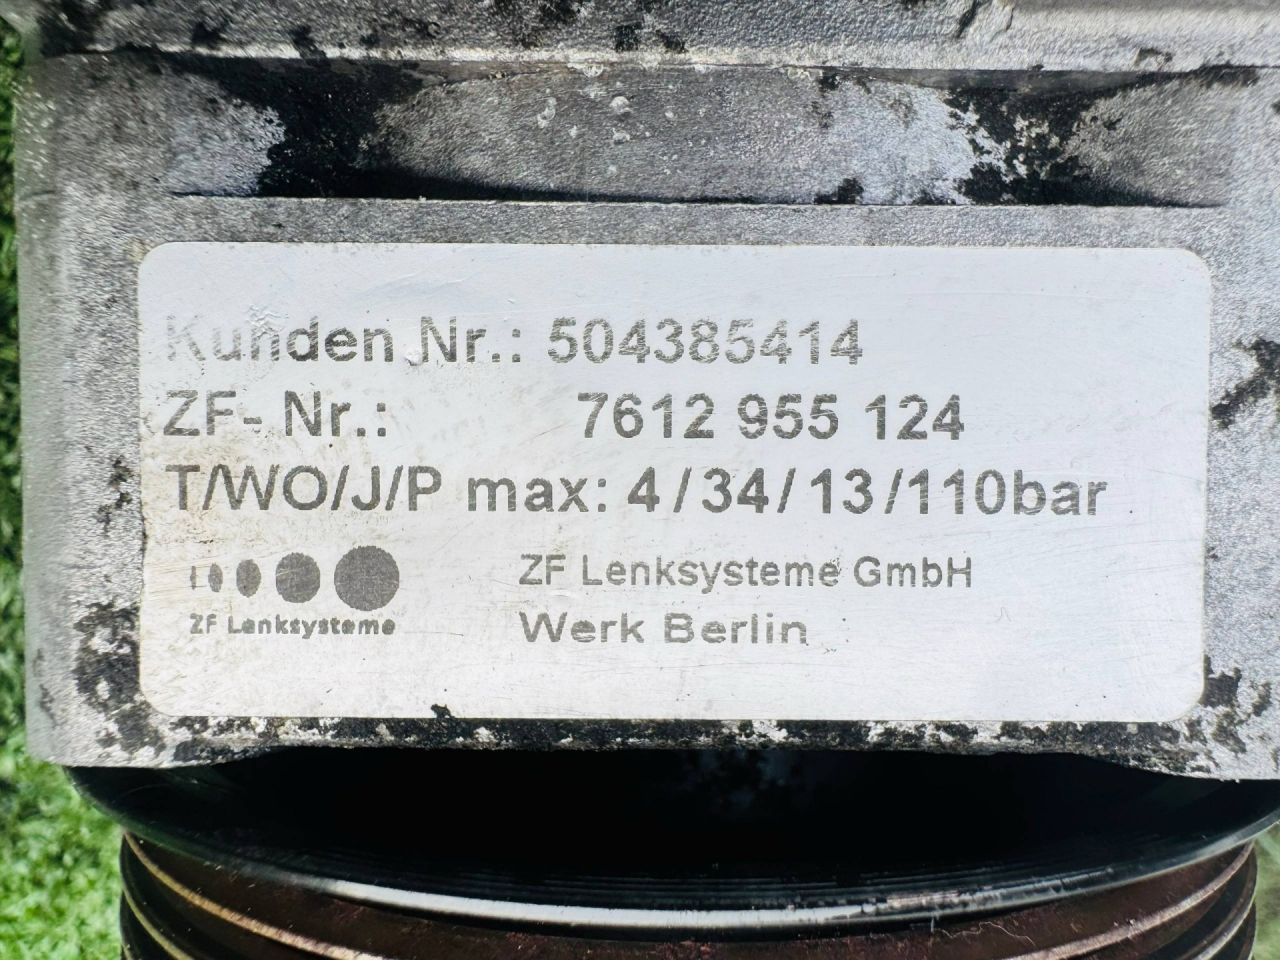 Kunden Nr.: 504385414
ZF- Nr.: 7612 955 124
T/WO/J/P max: 4/34/13/110bar
ZF Lenksysteme GmbH
ZF Lenksysteme
Werk Berlin